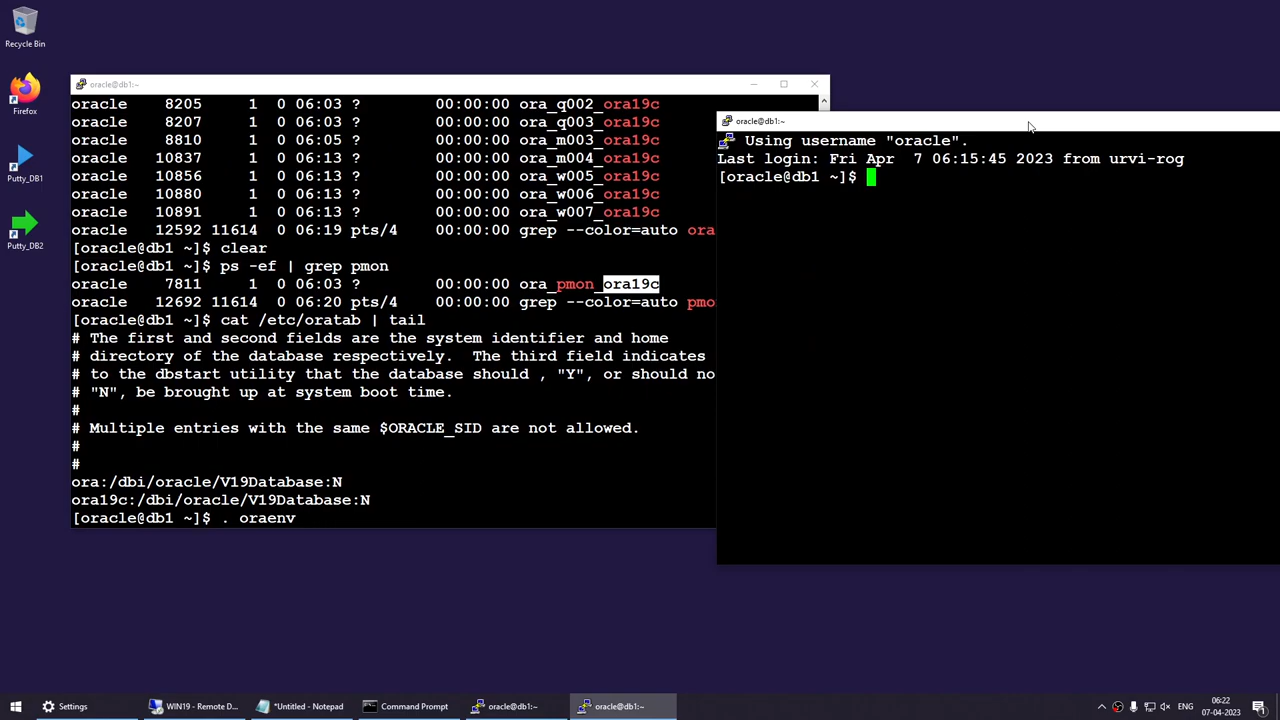 Recycle Bin
Firefox
Putty_DB1
Putty_DB2
oracle@db1:~
oracle    8205     1  0 06:03 ?        00:00:00 ora_q002_ora19c
oracle    8207     1  0 06:03 ?        00:00:00 ora_q003_ora19c
oracle    8810     1  0 06:05 ?        00:00:00 ora_m003_ora19c
oracle   10837     1  0 06:13 ?        00:00:00 ora_m004_ora19c
oracle   10856     1  0 06:13 ?        00:00:00 ora_w005_ora19c
oracle   10880     1  0 06:13 ?        00:00:00 ora_w006_ora19c
oracle   10891     1  0 06:13 ?        00:00:00 ora_w007_ora19c
oracle   12592 11614  0 06:19 pts/4    00:00:00 grep --color=auto ora
[oracle@db1 ~]$ clear
[oracle@db1 ~]$ ps -ef | grep pmon
oracle    7811     1  0 06:03 ?        00:00:00 ora_pmon_ora19c
oracle   12692 11614  0 06:20 pts/4    00:00:00 grep --color=auto pmo
[oracle@db1 ~]$ cat /etc/oratab | tail
# The first and second fields are the system identifier and home
# directory of the database respectively.  The third field indicates
# to the dbstart utility that the database should , "Y", or should no
# "N", be brought up at system boot time.
#
# Multiple entries with the same $ORACLE_SID are not allowed.
#
#
ora:/dbi/oracle/V19Database:N
ora19c:/dbi/oracle/V19Database:N
[oracle@db1 ~]$ . oraenv
oracle@db1:~
Using username "oracle".
Last login: Fri Apr  7 06:15:45 2023 from urvi-rog
[oracle@db1 ~]$
Settings
WIN19 - Remote D...
*Untitled - Notepad
Command Prompt
oracle@db1:~
oracle@db1:~
ENG
06:22
07-04-2023
1